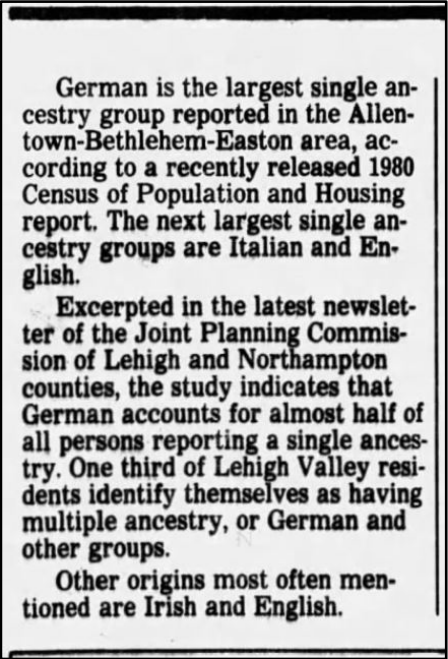 German is the largest single an-
cestry group reported in the Allen-
town-Bethlehem-Easton area, ac-
cording to a recently released 1980
Census of Population and Housing
report. The next largest single an-
cestry groups are Italian and En-
glish.
Excerpted in the latest newslet-
ter of the Joint Planning Commis-
sion of Lehigh and Northampton
counties, the study indicates that
German accounts for almost half of
all persons reporting a single ances-
try. One third of Lehigh Valley resi-
dents identify themselves as having
multiple ancestry, or German and
other groups.
Other origins most often men-
tioned are Irish and English.